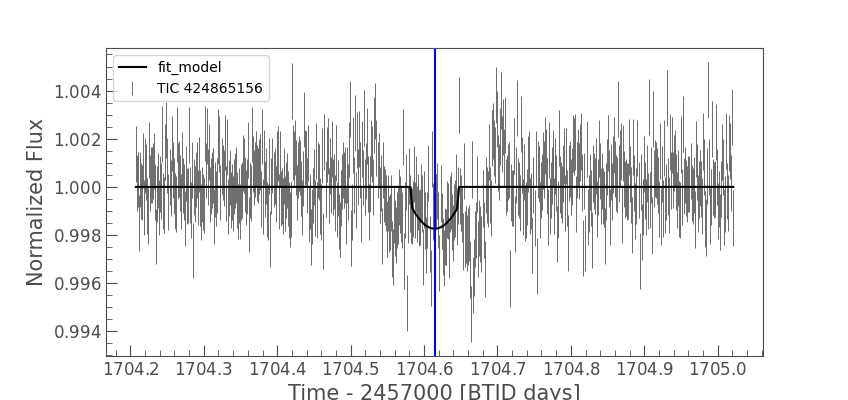 fit_model
TIC 424865156
Normalized Flux
1.004
1.002
1.000
0.998
0.996
0.994
1704.2 1704.3 1704.4 1704.5 1704.6 1704.7 1704.8 1704.9 1705.0
Time - 2457000 [BTJD days]